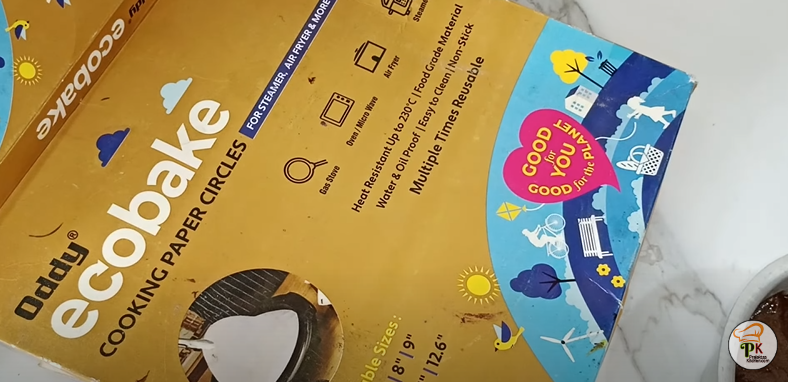 Oddy®
ecobake
COOKING PAPER CIRCLES
FOR STEAMER, AIR FRYER & MORE
Gas Stove
Oven / Micro Wave
Air Fryer
Heat Resistant Up to 230°C | Food Grade Material
Water & Oil Proof | Easy to Clean | Non-Stick
Multiple Times Reusable
GOOD
for
YOU
GOOD for the PLANET
8" | 9"
12.6"
ecobake
PK